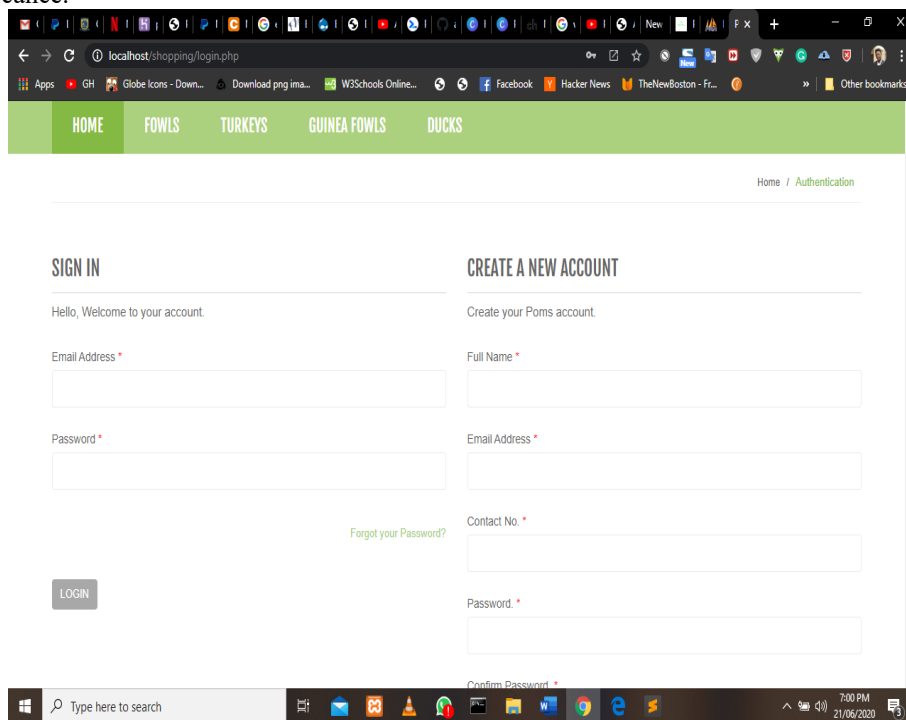 localhost/shopping/login.php
Apps GH Globe Icons - Down... Download png ima... W3Schools Online... Facebook Hacker News TheNewBoston - Fr... » Other bookmarks
HOME FOWLS TURKEYS GUINEA FOWLS DUCKS
Home / Authentication
SIGN IN
Hello, Welcome to your account.
Email Address *
Password *
Forgot your Password?
LOGIN
CREATE A NEW ACCOUNT
Create your Poms account.
Full Name *
Email Address *
Contact No. *
Password. *
Confirm Password. *
Type here to search
7:00 PM
21/06/2020